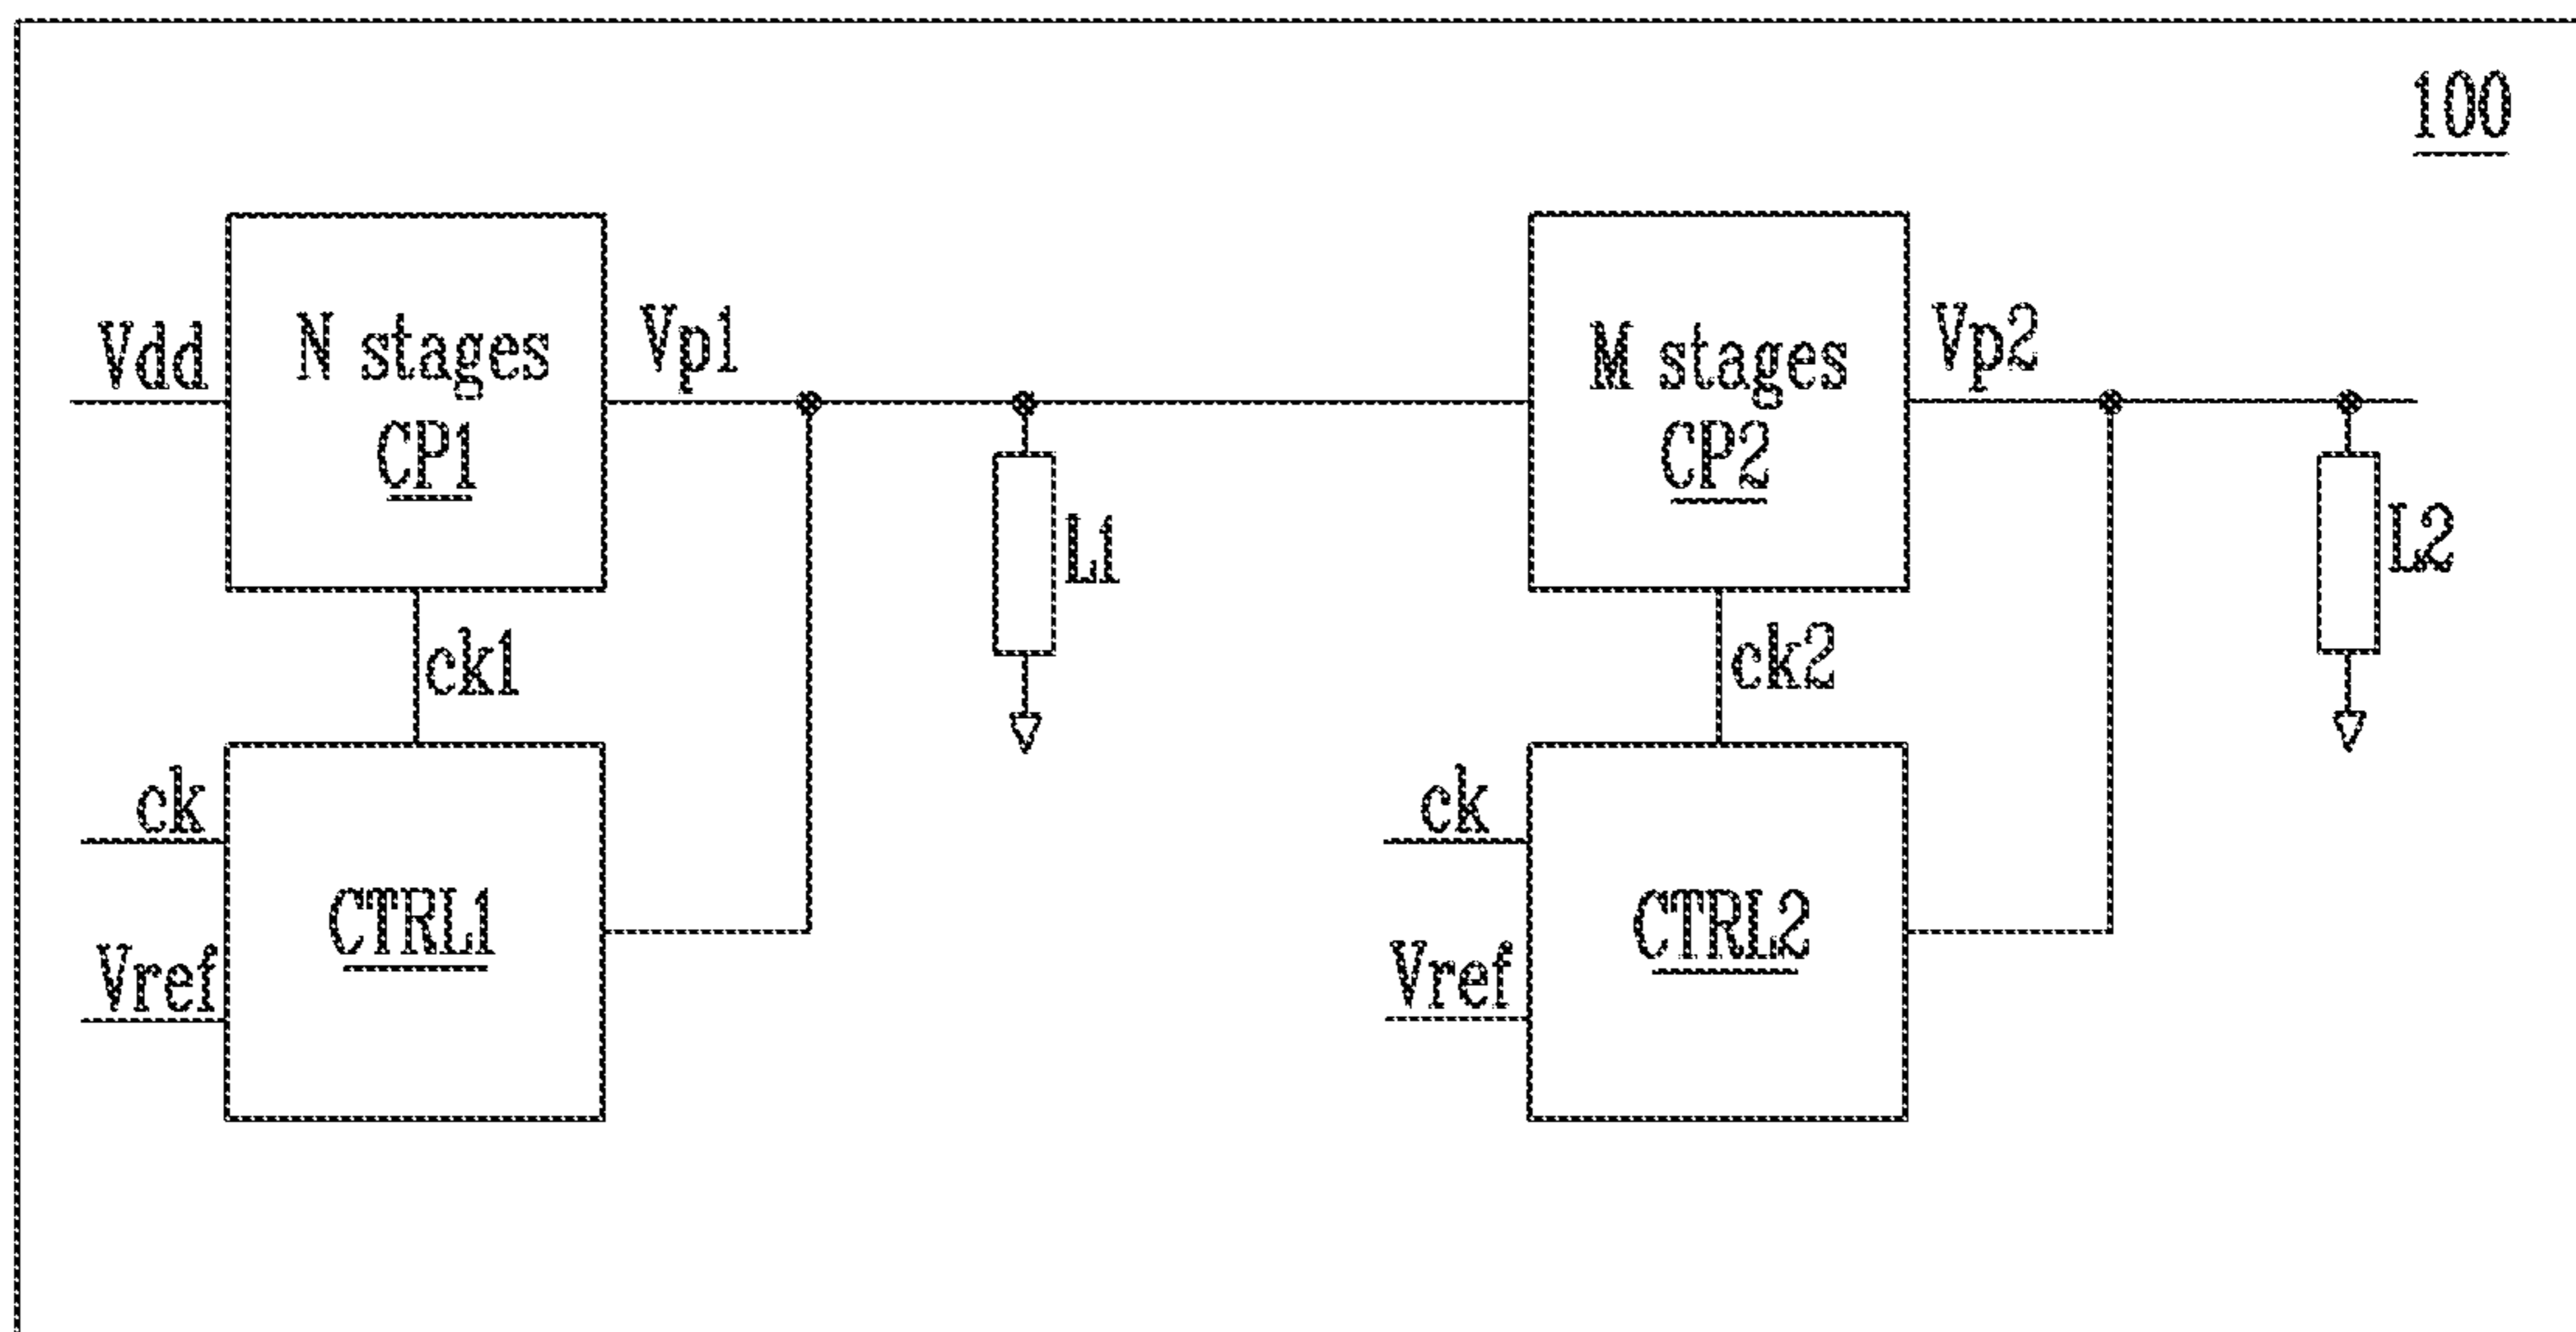 100
Vdd
N stages
CP1
Vp1
M stages
CP2
Vp2
L1
L2
ck1
ck2
ck
CTRL1
Vref
ck
CTRL2
Vref